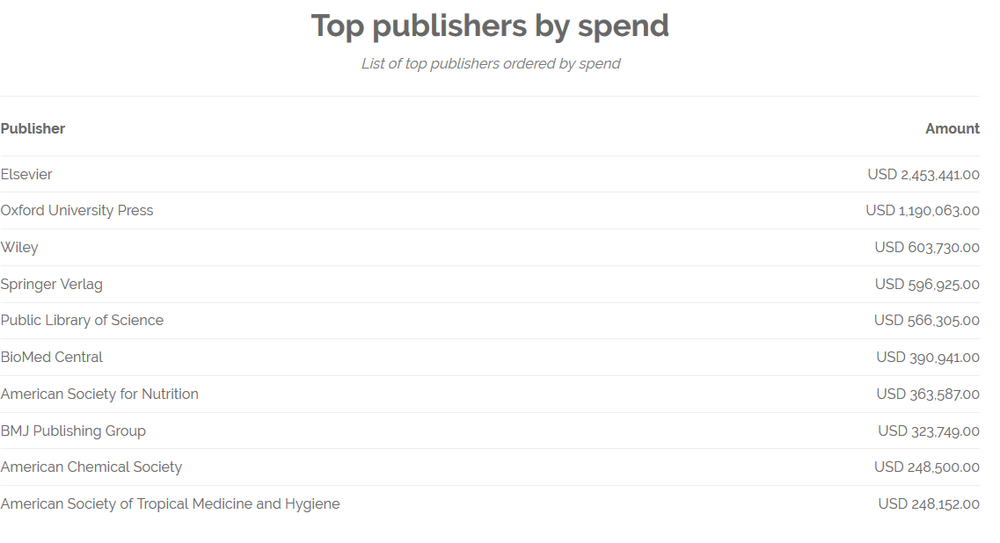 Top publishers by spend
List of top publishers ordered by spend
Publisher Amount
Elsevier USD 2,453,441.00
Oxford University Press USD 1,190,063.00
Wiley USD 603,730.00
Springer Verlag USD 596,925.00
Public Library of Science USD 566,305.00
BioMed Central USD 390,941.00
American Society for Nutrition USD 363,587.00
BMJ Publishing Group USD 323,749.00
American Chemical Society USD 248,500.00
American Society of Tropical Medicine and Hygiene USD 248,152.00